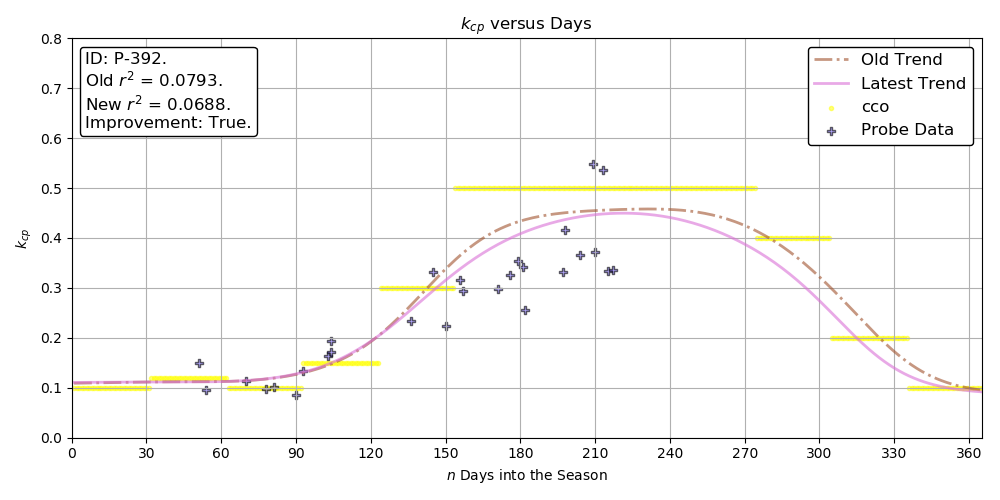 k_cp versus Days
ID: P-392.
Old r² = 0.0793.
New r² = 0.0688.
Improvement: True.
Old Trend
Latest Trend
cco
Probe Data
k_cp
0.8
0.7
0.6
0.5
0.4
0.3
0.2
0.1
0.0
0 30 60 90 120 150 180 210 240 270 300 330 360
n Days into the Season